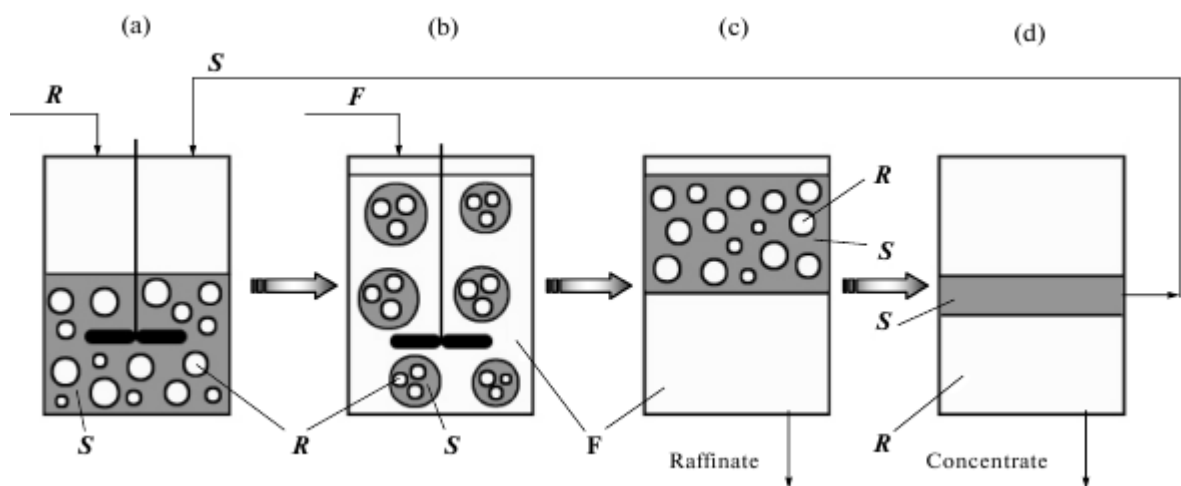 (a) (b) (c) (d)
S
R F
R
S
S
S R S F
R
Raffinate Concentrate